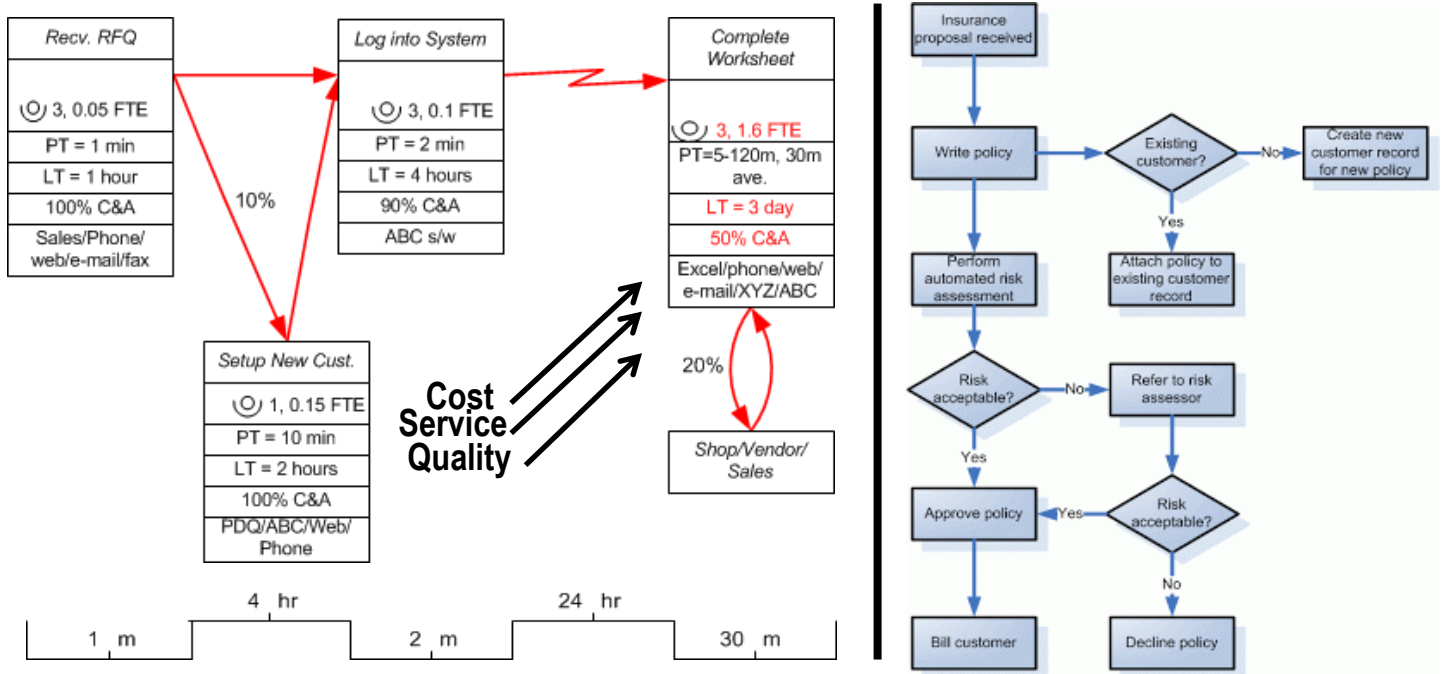 Recv. RFQ
3, 0.05 FTE
PT = 1 min
LT = 1 hour
100% C&A
Sales/Phone/
web/e-mail/fax
10%
Log into System
3, 0.1 FTE
PT = 2 min
LT = 4 hours
90% C&A
ABC s/w
Complete
Worksheet
3, 1.6 FTE
PT=5-120m, 30m
ave.
LT = 3 day
50% C&A
Excel/phone/web/
e-mail/XYZ/ABC
Setup New Cust.
1, 0.15 FTE
PT = 10 min
LT = 2 hours
100% C&A
PDQ/ABC/Web/
Phone
Cost
Service
Quality
20%
Shop/Vendor/
Sales
4 hr
24 hr
1 m
2 m
30 m
Insurance
proposal received
Write policy
Existing
customer?
No
Create new
customer record
for new policy
Yes
Perform
automated risk
assessment
Attach policy to
existing customer
record
Risk
acceptable?
No
Refer to risk
assessor
Yes
Approve policy
Yes
Risk
acceptable?
No
Bill customer
Decline policy